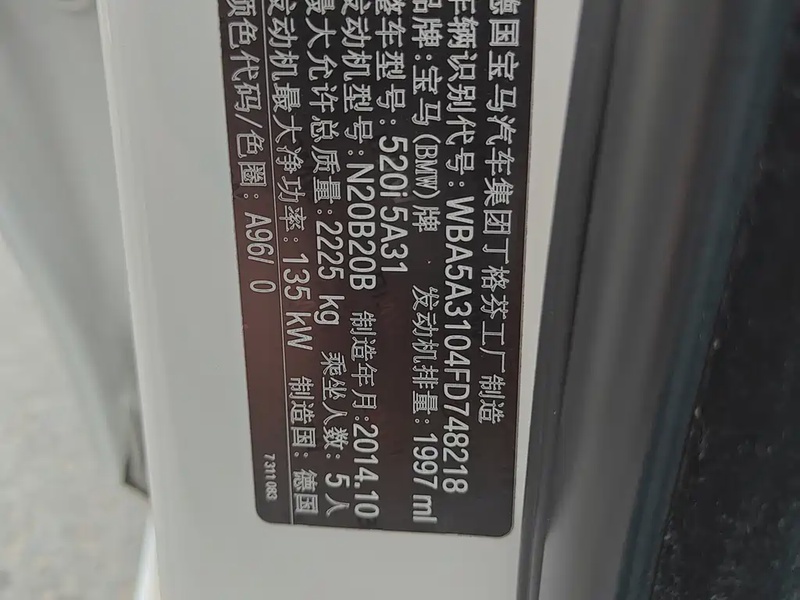 德国宝马汽车集团丁格芬工厂制造
车辆识别代号: WBA5A3104FD748218
品牌:宝马(BMW)牌 发动机排量: 1997 ml
整车型号: 520i 5A31
发动机型号: N20B20B 制造年月:2014.10
最大允许总质量: 2225 kg 乘坐人数: 5人
发动机最大净功率: 135 kW 制造国: 德国
颜色代码/色圈: A96/ 0
7311083